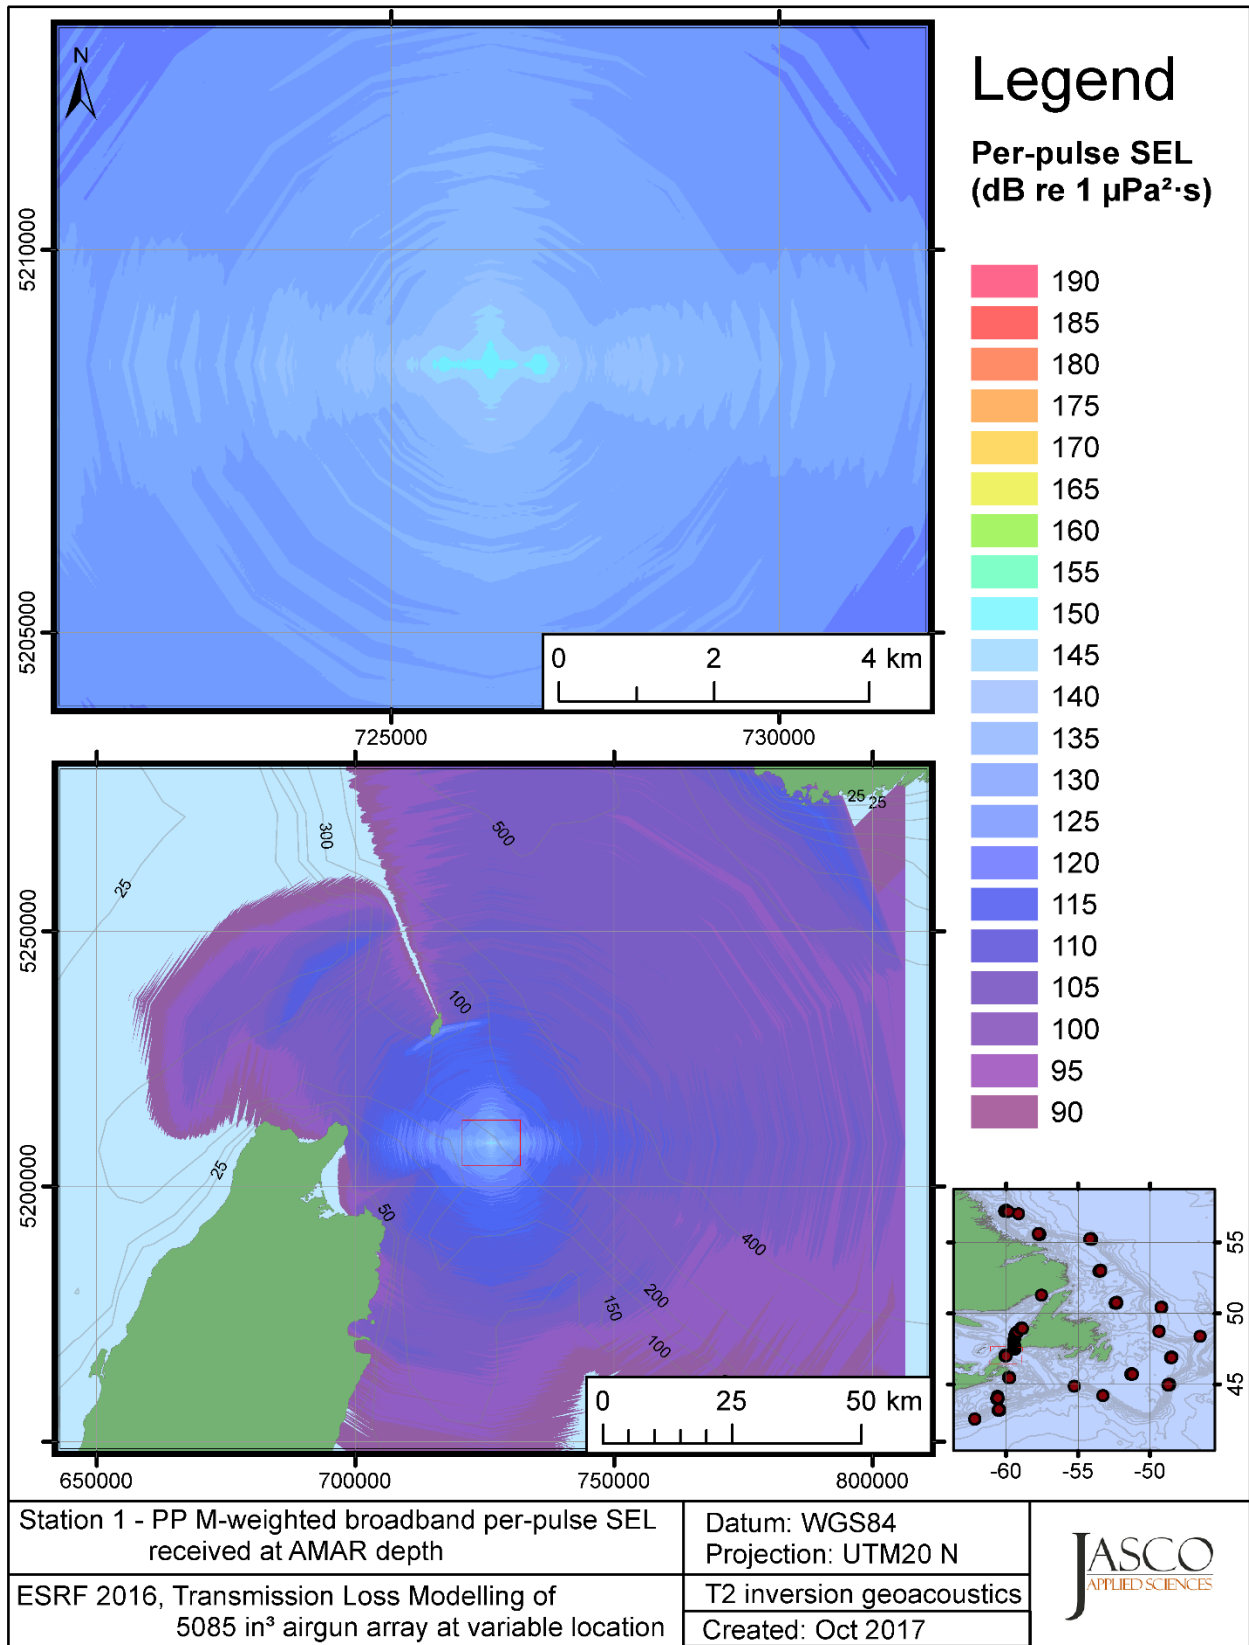 N
5210000
5205000
0 2 4 km
725000 730000
Legend
Per-pulse SEL
(dB re 1 µPa²·s)
190
185
180
175
170
165
160
155
150
145
140
135
130
125
120
115
110
105
100
95
90
25
300
500
25
25
100
25
50
400
200
150
100
5250000
5200000
0 25 50 km
650000 700000 750000 800000
55
50
45
-60 -55 -50
Station 1 - PP M-weighted broadband per-pulse SEL
received at AMAR depth
ESRF 2016, Transmission Loss Modelling of
5085 in³ airgun array at variable location
Datum: WGS84
Projection: UTM20 N
T2 inversion geoacoustics
Created: Oct 2017
JASCO
APPLIED SCIENCES